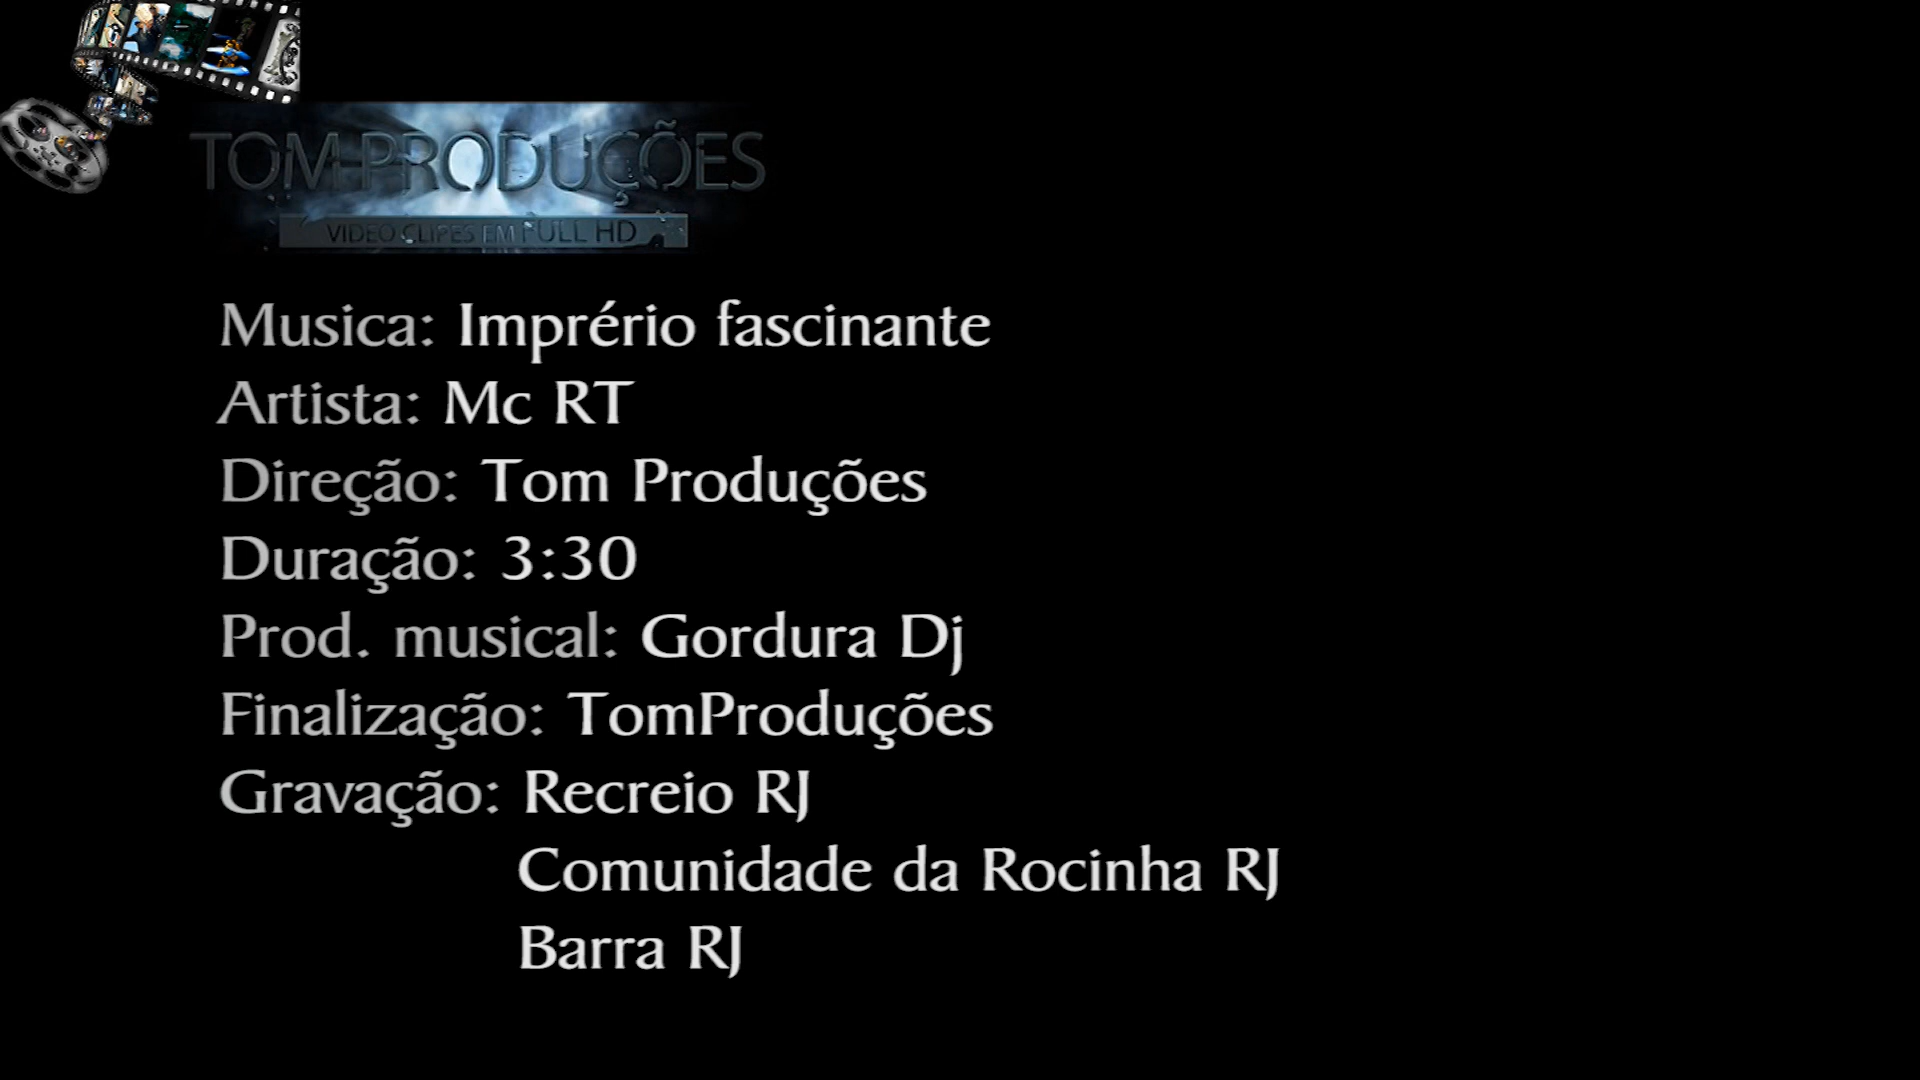 TOM PRODUÇÕES
VIDEO CLIPES EM FULL HD
Musica: Imprério fascinante
Artista: Mc RT
Direção: Tom Produções
Duração: 3:30
Prod. musical: Gordura Dj
Finalização: TomProduções
Gravação: Recreio RJ
Comunidade da Rocinha RJ
Barra RJ